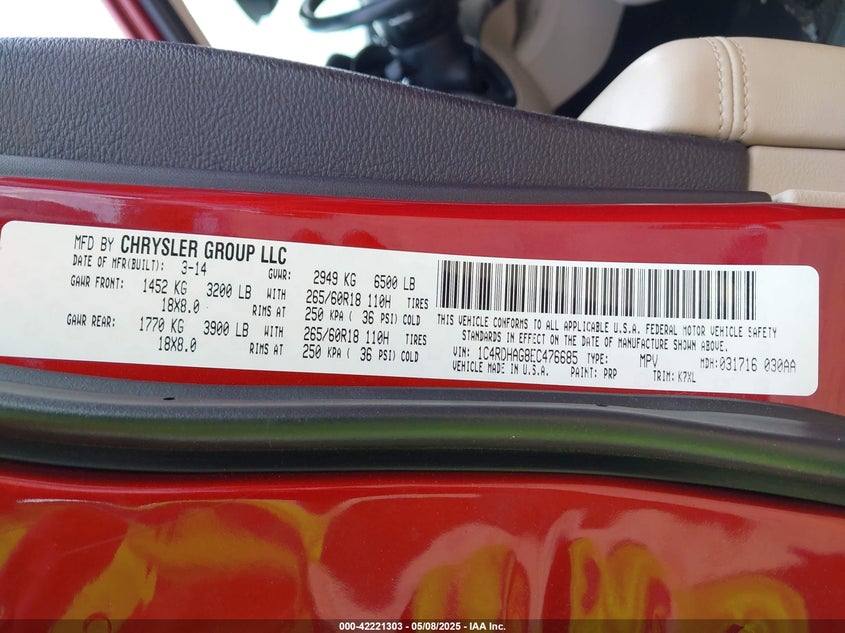 MFD BY CHRYSLER GROUP LLC
DATE OF MFR(BUILT): 3-14 GVWR: 2949 KG 6500 LB
GAWR FRONT: 1452 KG 3200 LB WITH 265/60R18 110H TIRES
18X8.0 RIMS AT 250 KPA ( 36 PSI) COLD
GAWR REAR: 1770 KG 3900 LB WITH 265/60R18 110H TIRES
18X8.0 RIMS AT 250 KPA ( 36 PSI) COLD
THIS VEHICLE CONFORMS TO ALL APPLICABLE U.S.A. FEDERAL MOTOR VEHICLE SAFETY
STANDARDS IN EFFECT ON THE DATE OF MANUFACTURE SHOWN ABOVE.
VIN: 1C4RDHAG8EC476685 TYPE: MPV MDH:031716 030AA
VEHICLE MADE IN U.S.A. PAINT: PRP TRIM: K7XL
000-42221303 — 05/08/2025 — IAA Inc.